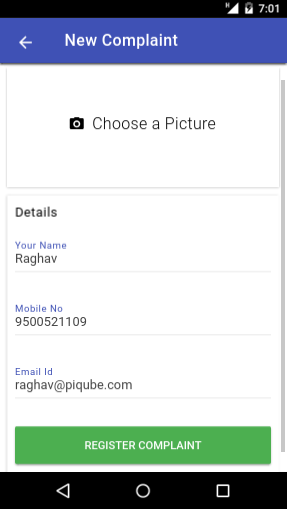 7:01
New Complaint
Choose a Picture
Details
Your Name
Raghav
Mobile No
9500521109
Email Id
raghav@piqube.com
REGISTER COMPLAINT